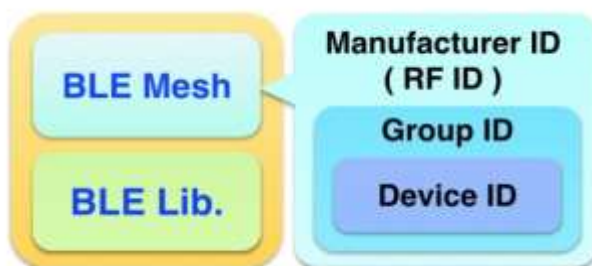 BLE Mesh
BLE Lib.
Manufacturer ID
( RF ID )
Group ID
Device ID